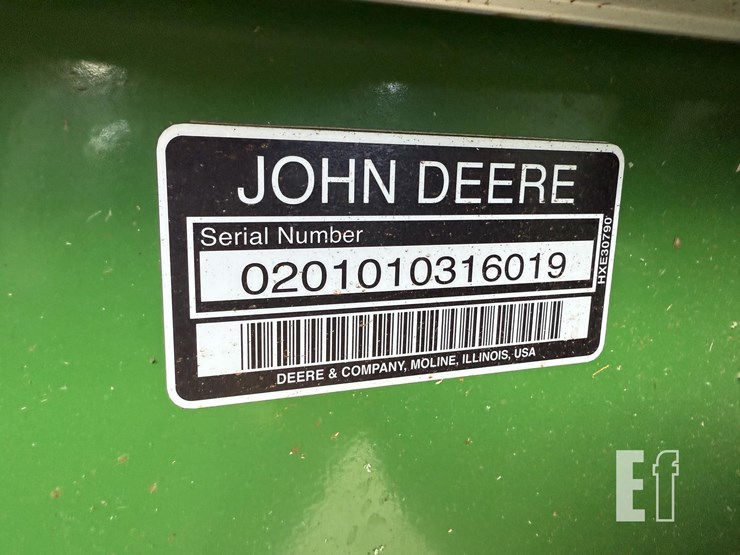 JOHN DEERE
Serial Number
0201010316019
HXE30790
DEERE & COMPANY, MOLINE, ILLINOIS, USA
Ef